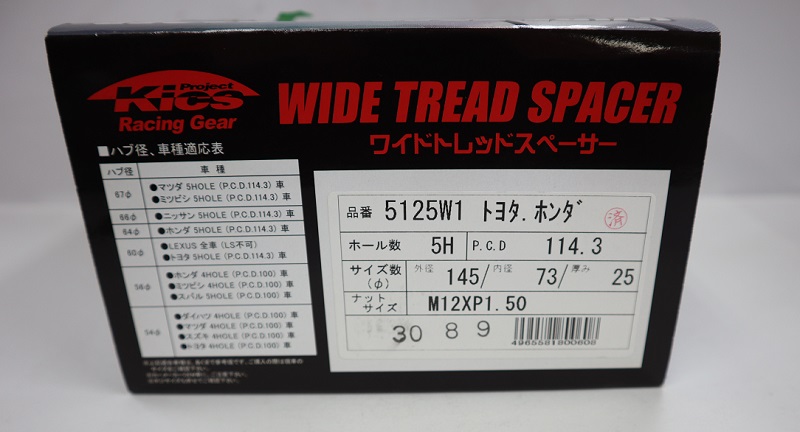 Project
Kics
Racing Gear
WIDE TREAD SPACER
ワイドトレッドスペーサー
■ハブ径、車種適応表
ハブ径 車種
67φ ●マツダ 5HOLE (P.C.D.114.3) 車
●ミツビシ 5HOLE (P.C.D.114.3) 車
66φ ●ニッサン 5HOLE (P.C.D.114.3) 車
64φ ●ホンダ 5HOLE (P.C.D.114.3) 車
60φ ●LEXUS 全車 (LS不可)
●トヨタ 5HOLE (P.C.D.114.3) 車
56φ ●ホンダ 4HOLE (P.C.D.100) 車
●ミツビシ 4HOLE (P.C.D.100) 車
●スバル 5HOLE (P.C.D.100) 車
54φ ●ダイハツ 4HOLE (P.C.D.100) 車
●マツダ 4HOLE (P.C.D.100) 車
●スズキ 4HOLE (P.C.D.100) 車
●トヨタ 4HOLE (P.C.D.100) 車
品番 5125W1 トヨタ.ホンダ 済
ホール数 5H P.C.D 114.3
サイズ数(φ) 外径 145/ 内径 73/ 厚み 25
ナットサイズ M12XP1.50
3089
4965581800608